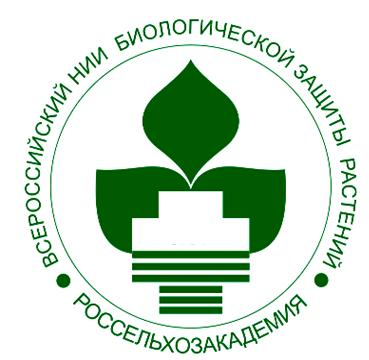 ВСЕРОССИЙСКИЙ НИИ БИОЛОГИЧЕСКОЙ ЗАЩИТЫ РАСТЕНИЙ
РОССЕЛЬХОЗАКАДЕМИЯ